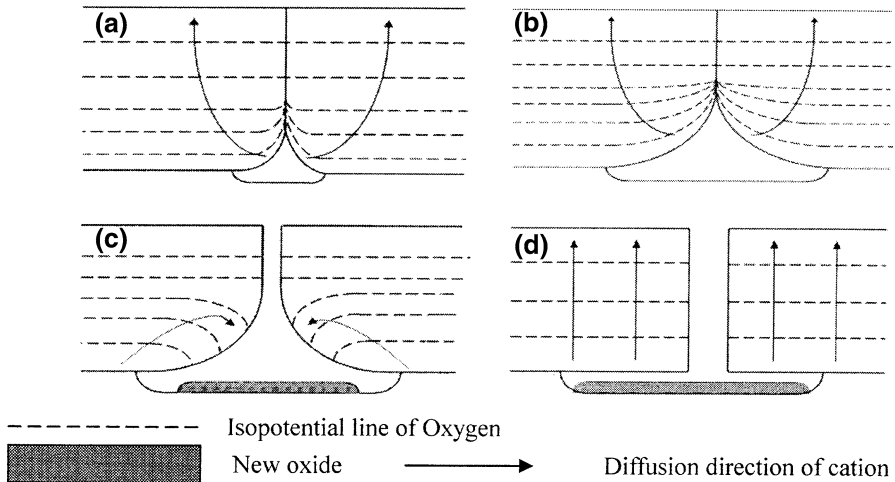 (a)
(b)
(c)
(d)
Isopotential line of Oxygen
New oxide
Diffusion direction of cation